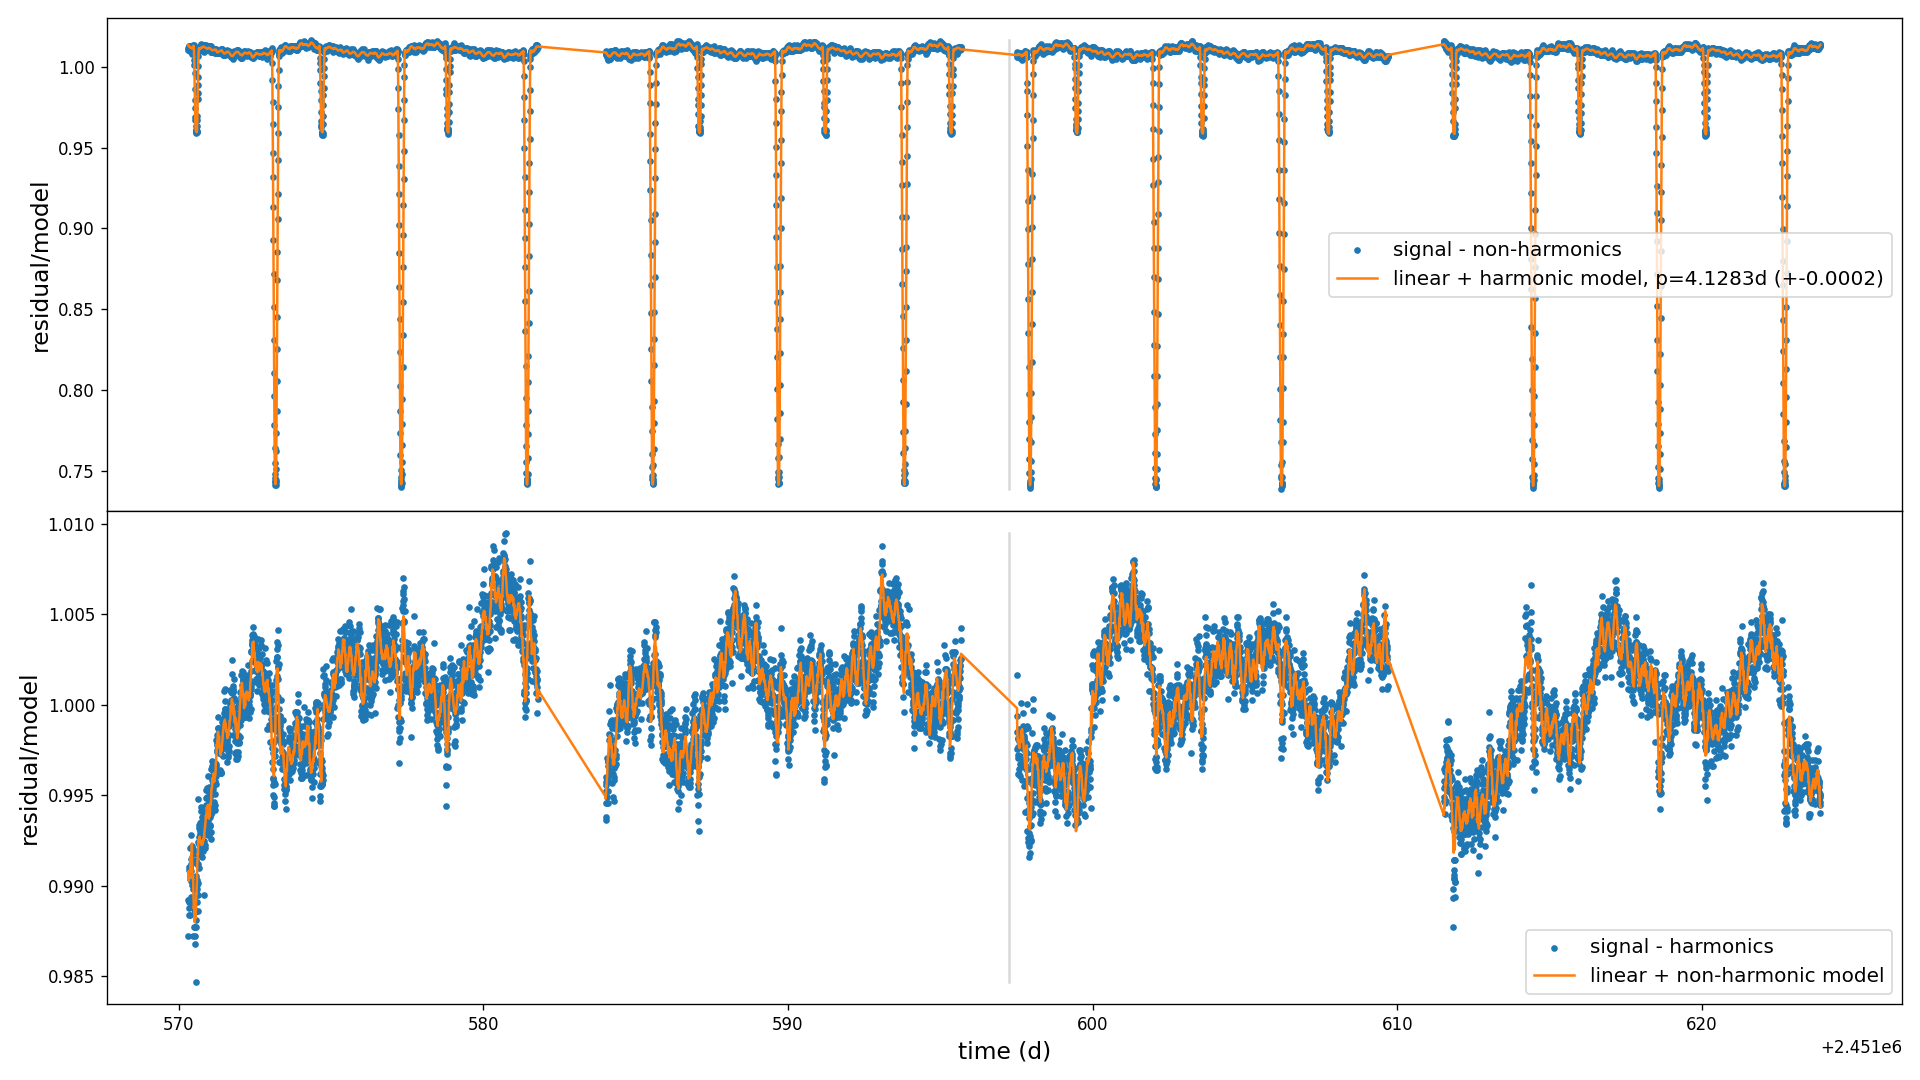 1.00
0.95
0.90
0.85
0.80
0.75
residual/model
signal - non-harmonics
linear + harmonic model, p=4.1283d (+-0.0002)
1.010
1.005
1.000
0.995
0.990
0.985
residual/model
signal - harmonics
linear + non-harmonic model
570
580
590
600
610
620
time (d)
+2.451e6